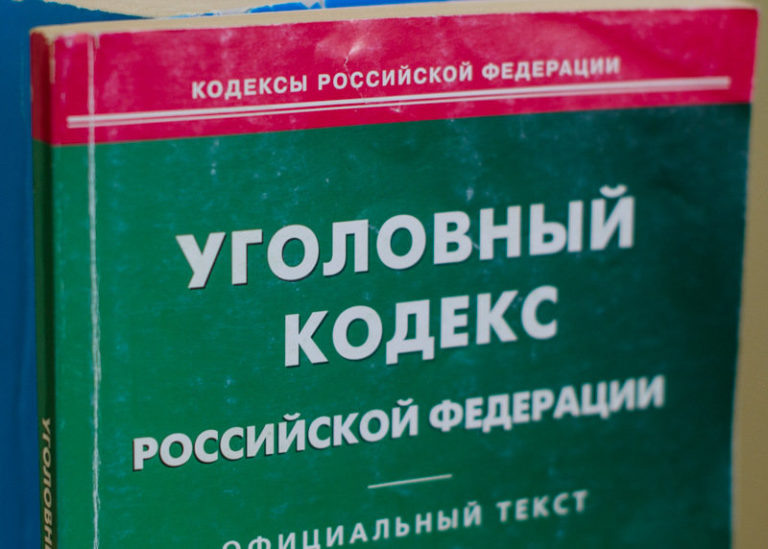 КОДЕКСЫ РОССИЙСКОЙ ФЕДЕРАЦИИ
УГОЛОВНЫЙ
КОДЕКС
РОССИЙСКОЙ ФЕДЕРАЦИИ
ОФИЦИАЛЬНЫЙ ТЕКСТ